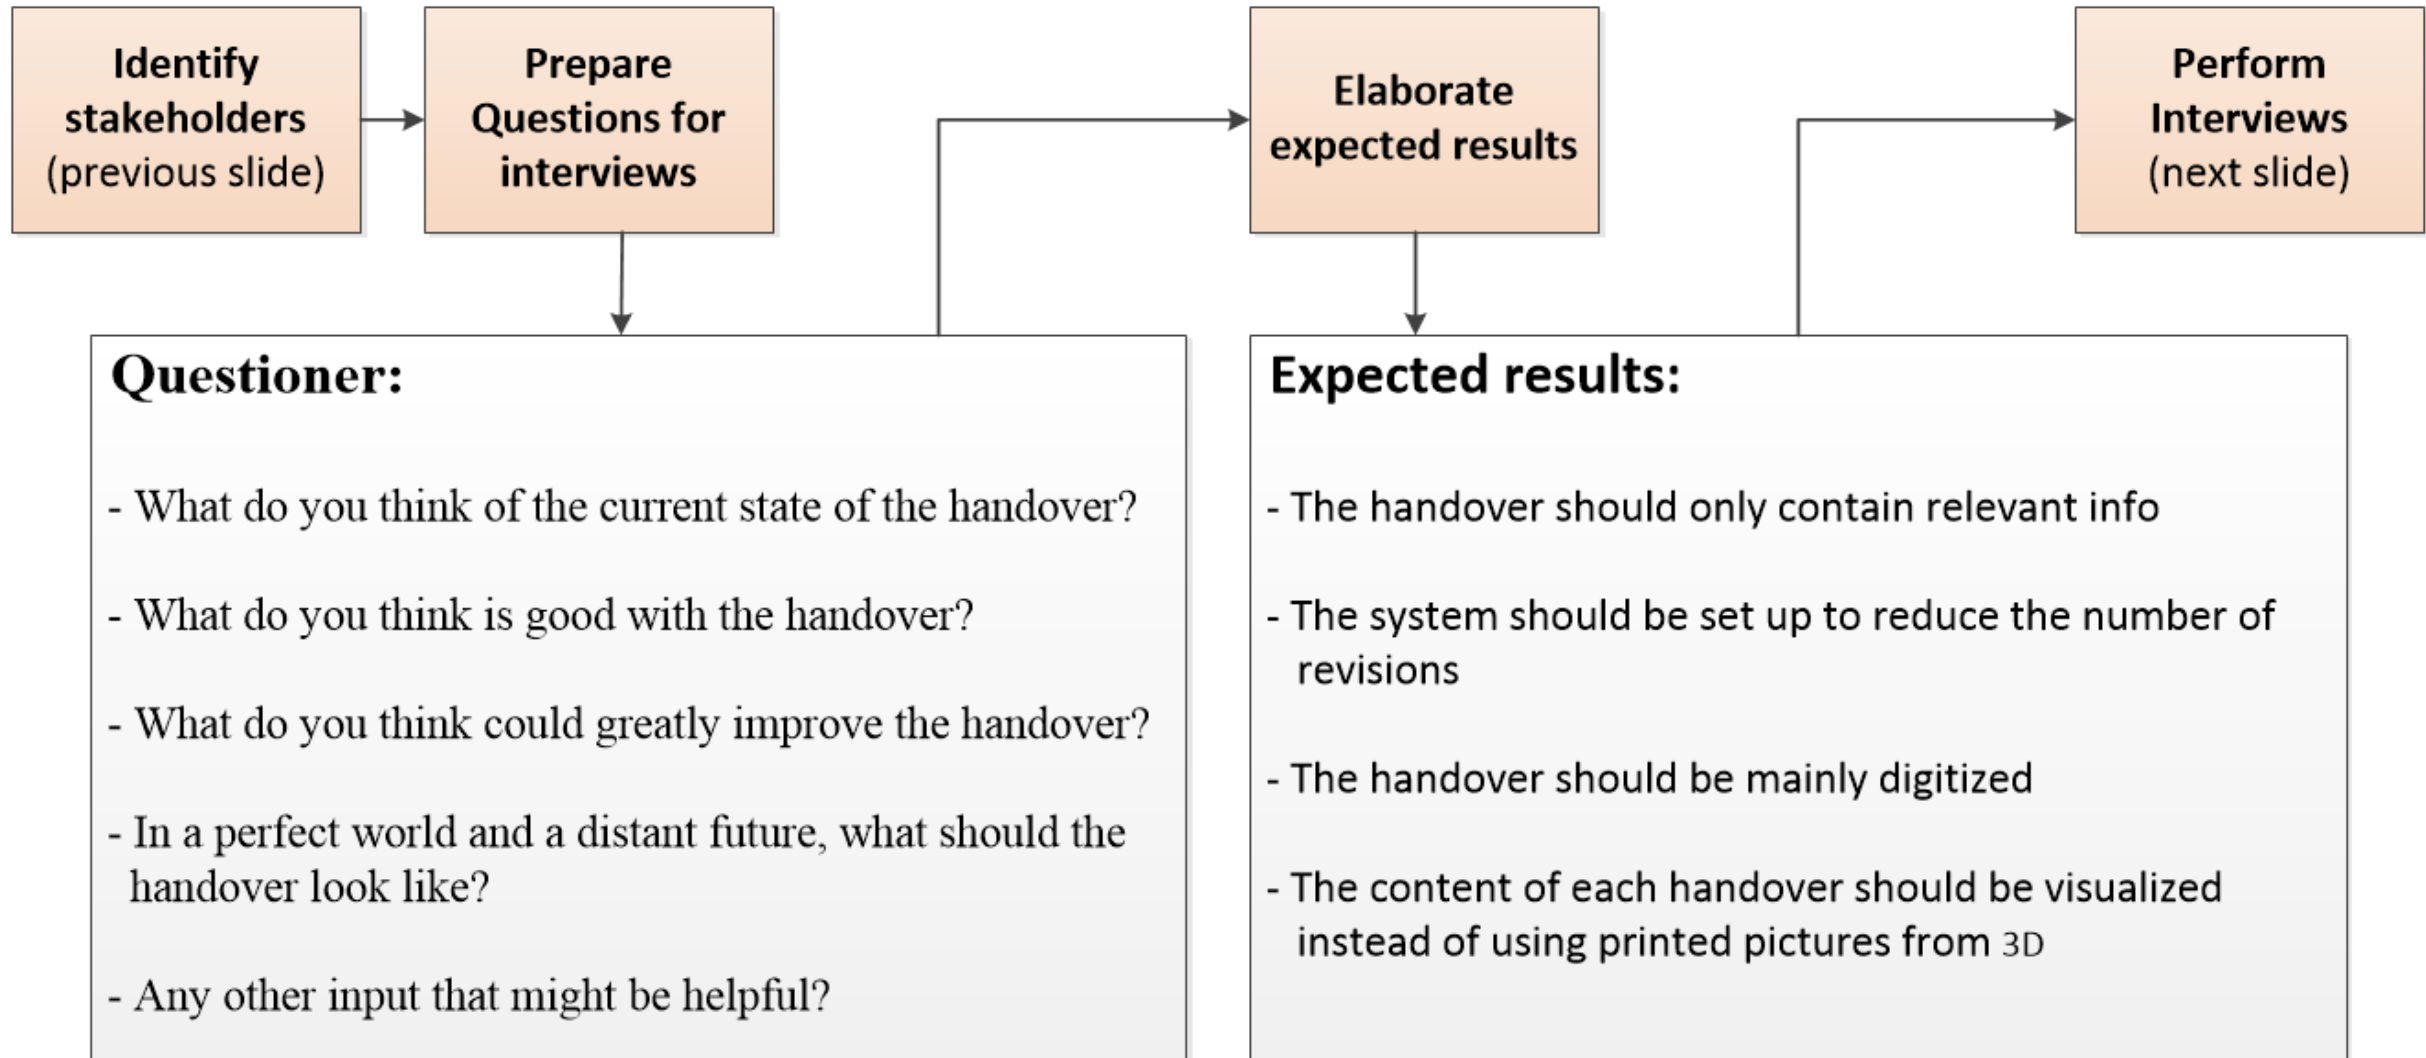 Identify
stakeholders
(previous slide)
Prepare
Questions for
interviews
Elaborate
expected results
Perform
Interviews
(next slide)
Questioner:
- What do you think of the current state of the handover?
- What do you think is good with the handover?
- What do you think could greatly improve the handover?
- In a perfect world and a distant future, what should the
handover look like?
- Any other input that might be helpful?
Expected results:
- The handover should only contain relevant info
- The system should be set up to reduce the number of
revisions
- The handover should be mainly digitized
- The content of each handover should be visualized
instead of using printed pictures from 3D